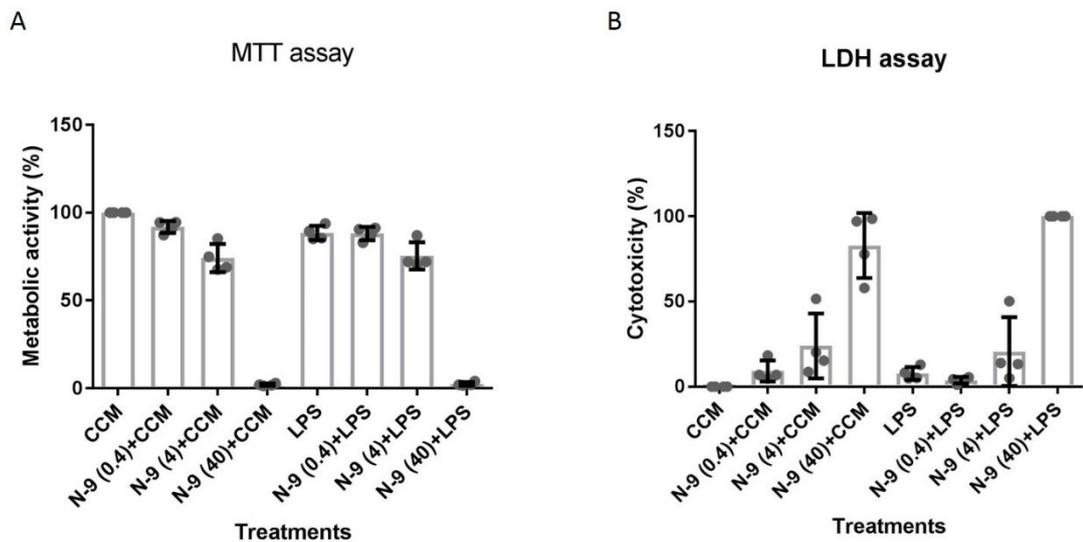 A
MTT assay
Metabolic activity (%)
150
100
50
0
CCM
N-9 (0.4)+CCM
N-9 (4)+CCM
N-9 (40)+CCM
LPS
N-9 (0.4)+LPS
N-9 (4)+LPS
N-9 (40)+LPS
Treatments
B
LDH assay
Cytotoxicity (%)
150
100
50
0
CCM
N-9 (0.4)+CCM
N-9 (4)+CCM
N-9 (40)+CCM
LPS
N-9 (0.4)+LPS
N-9 (4)+LPS
N-9 (40)+LPS
Treatments